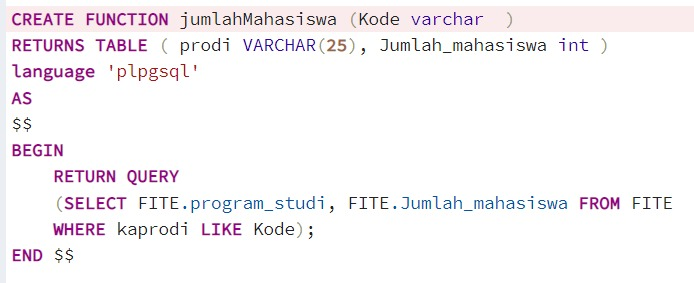 CREATE FUNCTION jumlahMahasiswa (Kode varchar  )
RETURNS TABLE ( prodi VARCHAR(25), Jumlah_mahasiswa int )
language 'plpgsql'
AS
$$
BEGIN
    RETURN QUERY
    (SELECT FITE.program_studi, FITE.Jumlah_mahasiswa FROM FITE
    WHERE kaprodi LIKE Kode);
END $$